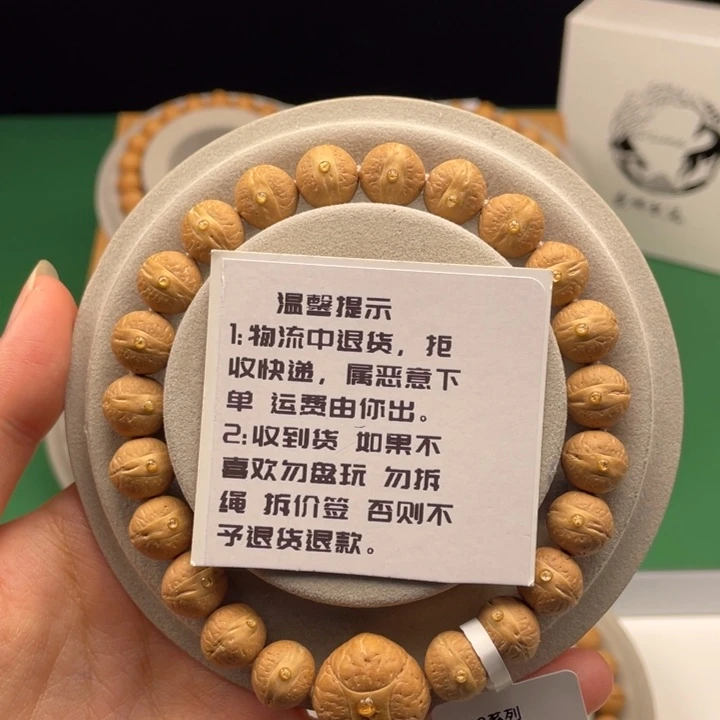 温馨提示
1:物流中退货，拒
收快递，属恶意下
单 运费由你出。
2:收到货 如果不
喜欢勿盘玩 勿拆
绳 拆价签 否则不
予退货退款。
系列